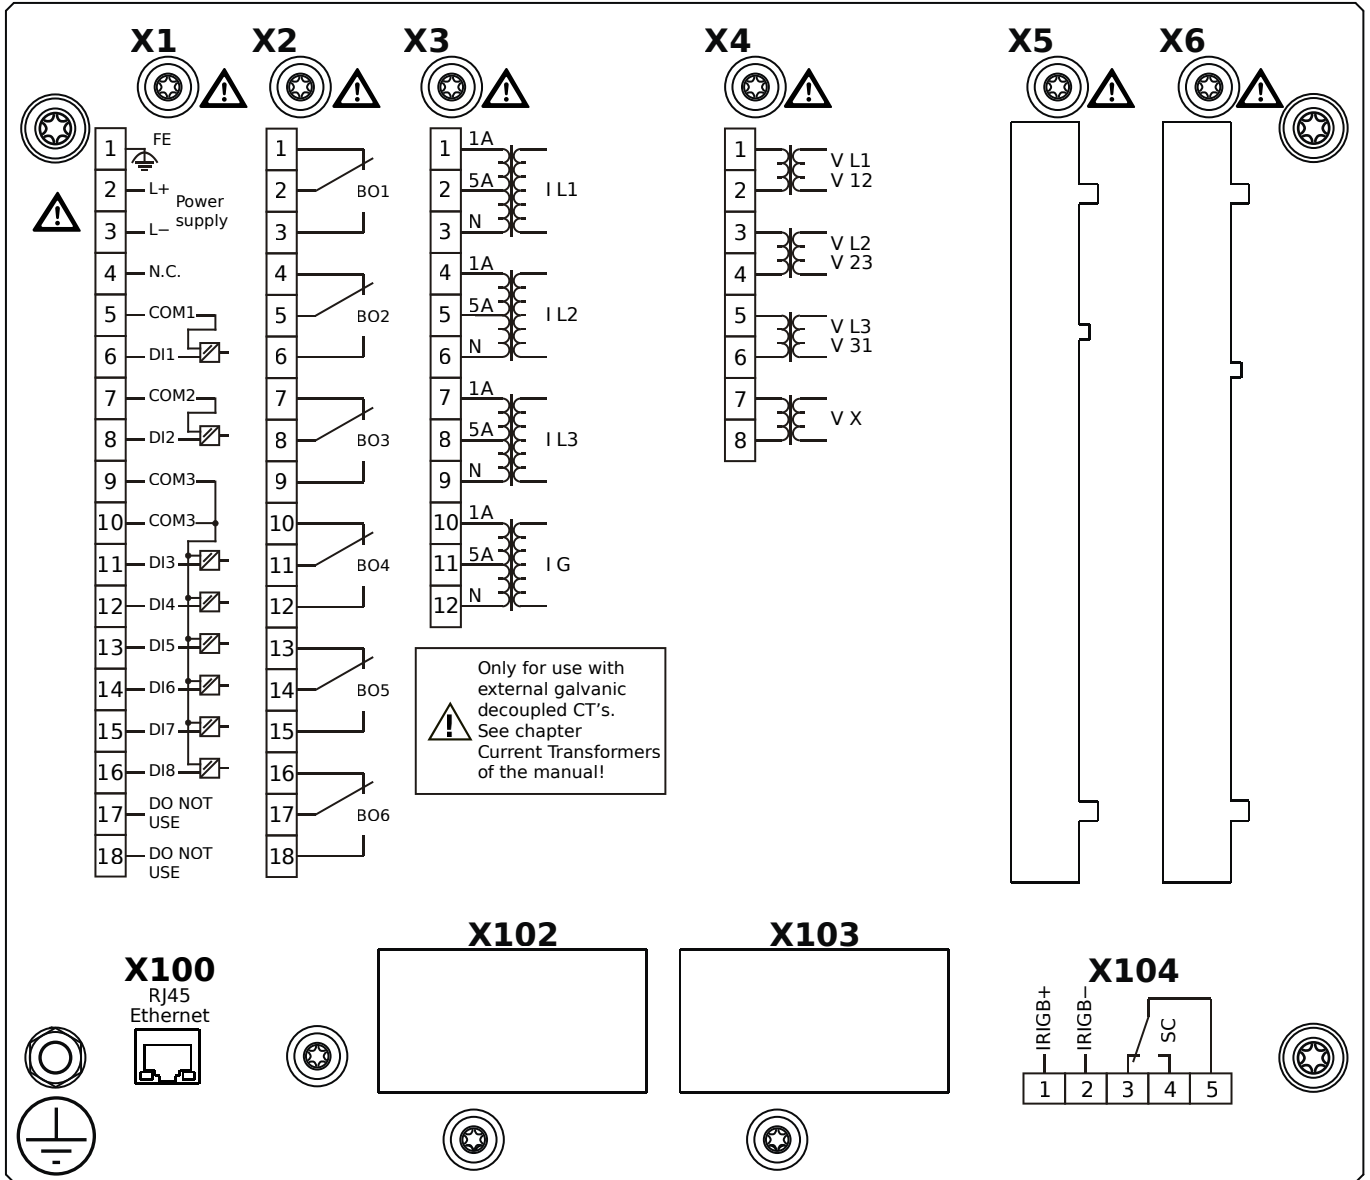 X1
X2
X3
X4
X5
X6
1
FE
2
L+
Power
supply
3
L−
4
N.C.
5
COM1
6
DI1
7
COM2
8
DI2
9
COM3
10
COM3
11
DI3
12
DI4
13
DI5
14
DI6
15
DI7
16
DI8
17
DO NOT
USE
18
DO NOT
USE
1
2
BO1
3
4
5
BO2
6
7
8
BO3
9
10
11
BO4
12
13
14
BO5
15
16
17
BO6
18
1
1A
2
5A
I L1
3
N
4
1A
5
5A
I L2
6
N
7
1A
8
5A
I L3
9
N
10
1A
11
5A
I G
12
N
Only for use with
external galvanic
decoupled CT's.
See chapter
Current Transformers
of the manual!
1
V L1
2
V 12
3
V L2
4
V 23
5
V L3
6
V 31
7
V X
8
X100
RJ45
Ethernet
X102
X103
X104
IRIGB+
IRIGB−
SC
1
2
3
4
5